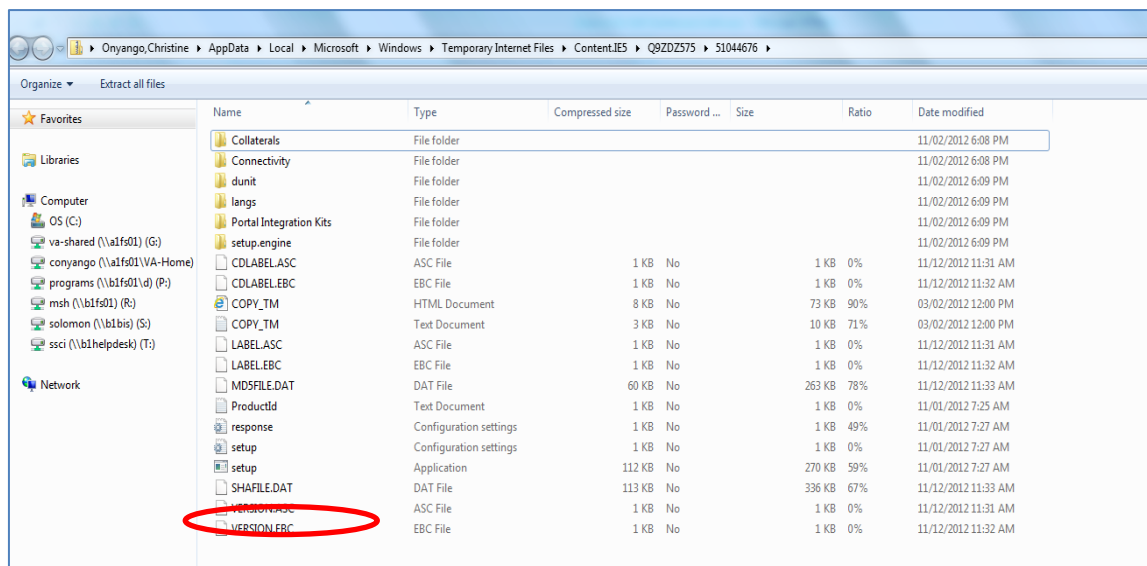 Onyango,Christine AppData Local Microsoft Windows Temporary Internet Files Content.IE5 Q9ZDZ575 51044676
Organize Extract all files
Favorites
Libraries
Computer
OS (C:)
va-shared (\\a1fs01) (G:)
conyango (\\a1fs01\VA-Home)
programs (\\b1fs01\d) (P:)
msh (\\b1fs01) (R:)
solomon (\\b1bis) (S:)
ssci (\\b1helpdesk) (T:)
Network
Name Type Compressed size Password ... Size Ratio Date modified
Collaterals File folder 11/02/2012 6:08 PM
Connectivity File folder 11/02/2012 6:08 PM
dunit File folder 11/02/2012 6:09 PM
langs File folder 11/02/2012 6:09 PM
Portal Integration Kits File folder 11/02/2012 6:09 PM
setup.engine File folder 11/02/2012 6:09 PM
CDLABEL.ASC ASC File 1 KB No 1 KB 0% 11/12/2012 11:31 AM
CDLABEL.EBC EBC File 1 KB No 1 KB 0% 11/12/2012 11:32 AM
COPY_TM HTML Document 8 KB No 73 KB 90% 03/02/2012 12:00 PM
COPY_TM Text Document 3 KB No 10 KB 71% 03/02/2012 12:00 PM
LABEL.ASC ASC File 1 KB No 1 KB 0% 11/12/2012 11:31 AM
LABEL.EBC EBC File 1 KB No 1 KB 0% 11/12/2012 11:32 AM
MD5FILE.DAT DAT File 60 KB No 263 KB 78% 11/12/2012 11:33 AM
ProductId Text Document 1 KB No 1 KB 0% 11/01/2012 7:25 AM
response Configuration settings 1 KB No 1 KB 49% 11/01/2012 7:27 AM
setup Configuration settings 1 KB No 1 KB 0% 11/01/2012 7:27 AM
setup Application 112 KB No 270 KB 59% 11/01/2012 7:27 AM
SHAFILE.DAT DAT File 113 KB No 336 KB 67% 11/12/2012 11:33 AM
VERSION.ASC ASC File 1 KB No 1 KB 0% 11/12/2012 11:31 AM
VERSION.EBC EBC File 1 KB No 1 KB 0% 11/12/2012 11:32 AM